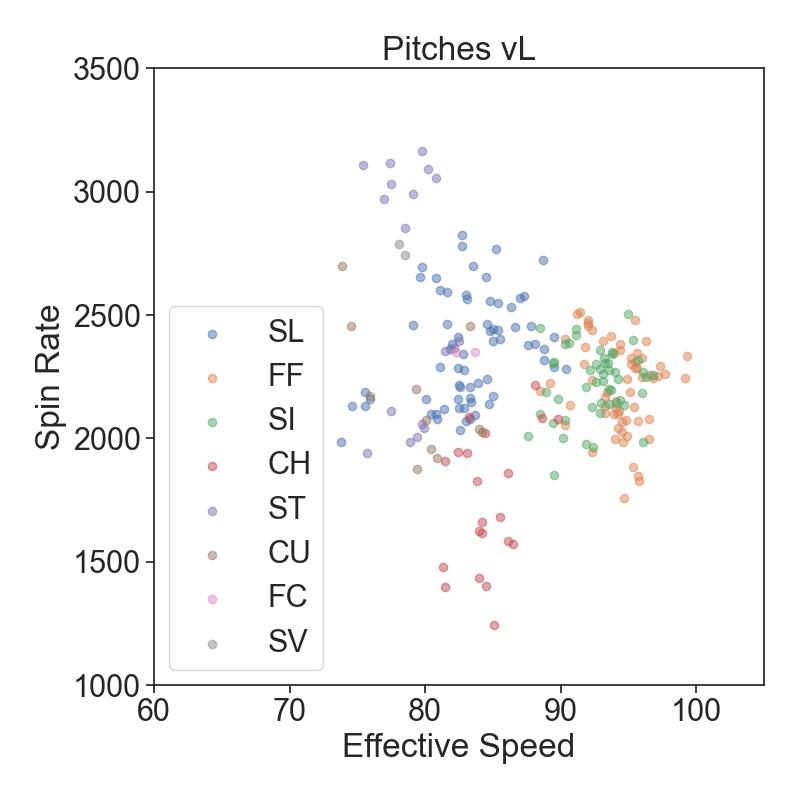 Pitches vL
3500
3000
2500
2000
1500
1000
Spin Rate
SL
FF
SI
CH
ST
CU
FC
SV
60
70
80
90
100
Effective Speed